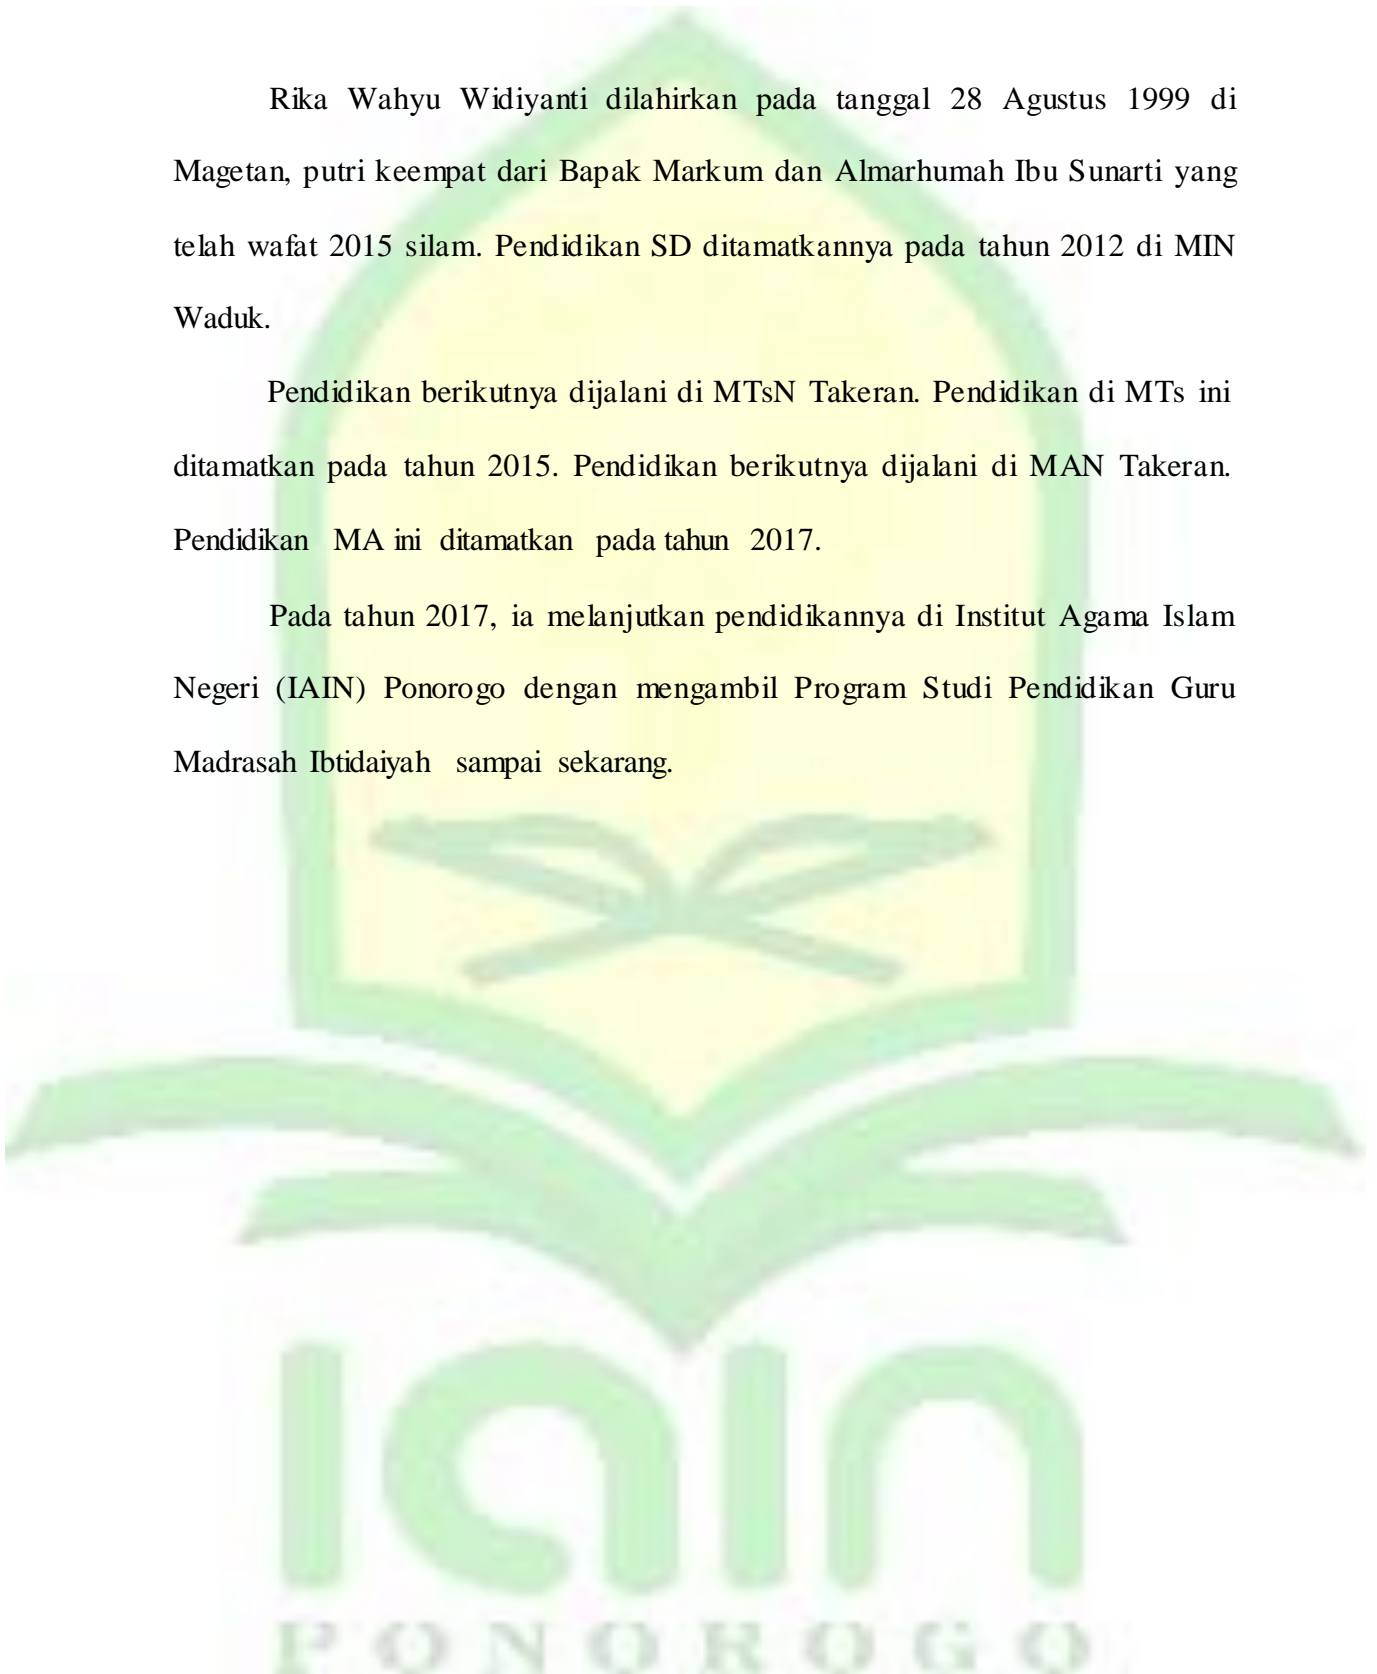 Rika Wahyu Widiyanti dilahirkan pada tanggal 28 Agustus 1999 di
Magetan, putri keempat dari Bapak Markum dan Almarhumah Ibu Sunarti yang
telah wafat 2015 silam. Pendidikan SD ditamatkannya pada tahun 2012 di MIN
Waduk.
Pendidikan berikutnya dijalani di MTsN Takeran. Pendidikan di MTs ini
ditamatkan pada tahun 2015. Pendidikan berikutnya dijalani di MAN Takeran.
Pendidikan MA ini ditamatkan pada tahun 2017.
Pada tahun 2017, ia melanjutkan pendidikannya di Institut Agama Islam
Negeri (IAIN) Ponorogo dengan mengambil Program Studi Pendidikan Guru
Madrasah Ibtidaiyah sampai sekarang.
IAIN
PONOROGO